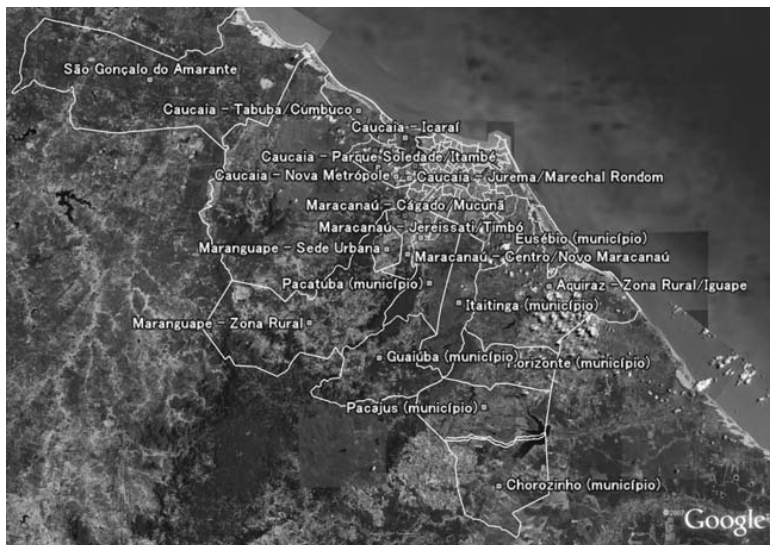 São Gonçalo do Amarante
Caucaia - Tabuba/Cumbuco
Caucaia - Icaraí
Caucaia - Parque Soledade/Itambé
Caucaia - Nova Metrópole
Caucaia - Jurema/Marechal Rondom
Maracanaú - Cágado/Mucunã
Maracanaú - Jereissati/Timbó
Eusébio (município)
Maranguape - Sede Urbana
Maracanaú - Centro/Novo Maracanaú
Pacatuba (município)
Aquiraz - Zona Rural/Iguape
Itaitinga (município)
Maranguape - Zona Rural
Guaiúba (município)
Horizonte (município)
Pacajus (município)
Chorozinho (município)
©2007 Google